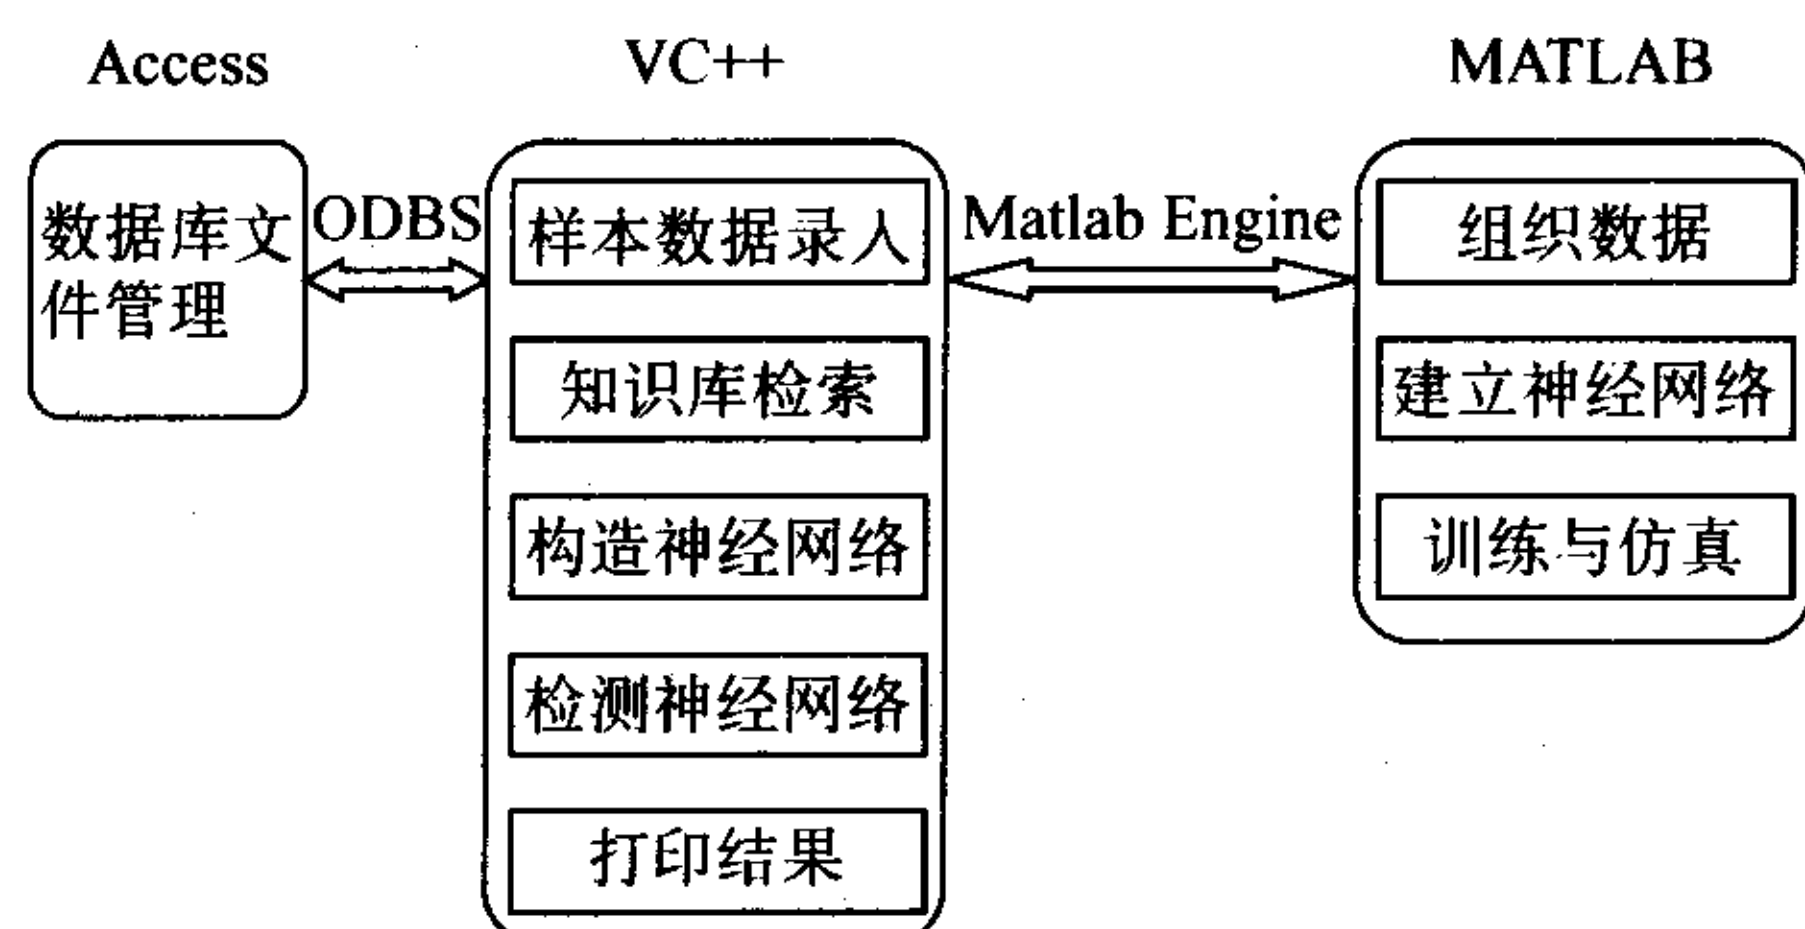 Access
VC++
MATLAB
数据库文
件管理
ODBS
样本数据录入
知识库检索
构造神经网络
检测神经网络
打印结果
Matlab Engine
组织数据
建立神经网络
训练与仿真